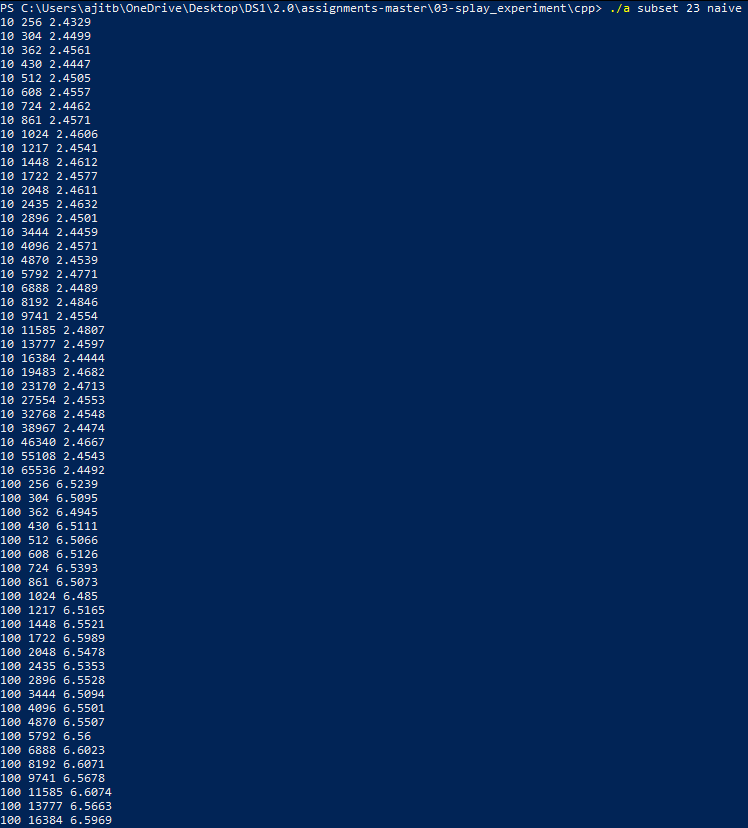 PS C:\Users\ajitb\OneDrive\Desktop\DS1\2.0\assignments-master\03-splay_experiment\cpp> ./a subset 23 naive
10 256 2.4329
10 304 2.4499
10 362 2.4561
10 430 2.4447
10 512 2.4505
10 608 2.4557
10 724 2.4462
10 861 2.4571
10 1024 2.4606
10 1217 2.4541
10 1448 2.4612
10 1722 2.4577
10 2048 2.4611
10 2435 2.4632
10 2896 2.4501
10 3444 2.4459
10 4096 2.4571
10 4870 2.4539
10 5792 2.4771
10 6888 2.4489
10 8192 2.4846
10 9741 2.4554
10 11585 2.4807
10 13777 2.4597
10 16384 2.4444
10 19483 2.4682
10 23170 2.4713
10 27554 2.4553
10 32768 2.4548
10 38967 2.4474
10 46340 2.4667
10 55108 2.4543
10 65536 2.4492
100 256 6.5239
100 304 6.5095
100 362 6.4945
100 430 6.5111
100 512 6.5066
100 608 6.5126
100 724 6.5393
100 861 6.5073
100 1024 6.485
100 1217 6.5165
100 1448 6.5521
100 1722 6.5989
100 2048 6.5478
100 2435 6.5353
100 2896 6.5528
100 3444 6.5094
100 4096 6.5501
100 4870 6.5507
100 5792 6.56
100 6888 6.6023
100 8192 6.6071
100 9741 6.5678
100 11585 6.6074
100 13777 6.5663
100 16384 6.5969